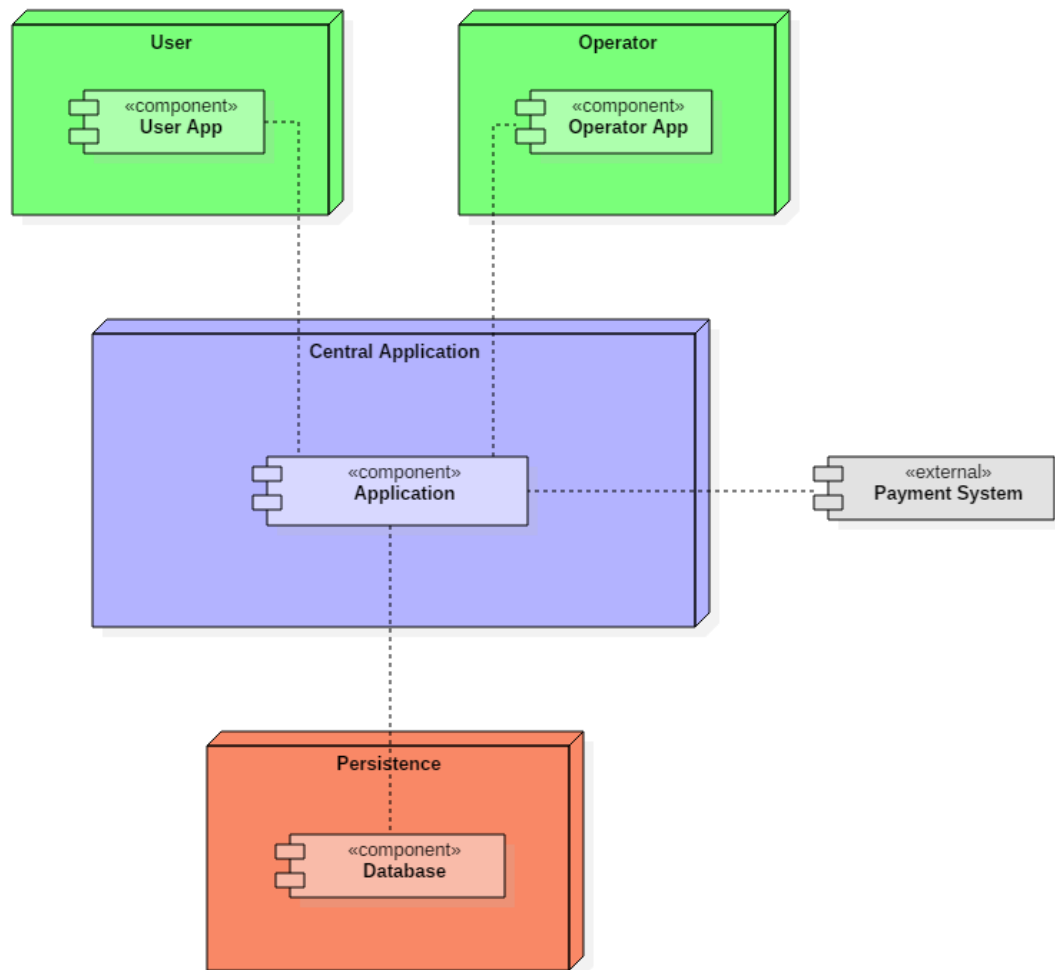 User
«component»
User App
Operator
«component»
Operator App
Central Application
«component»
Application
«external»
Payment System
Persistence
«component»
Database